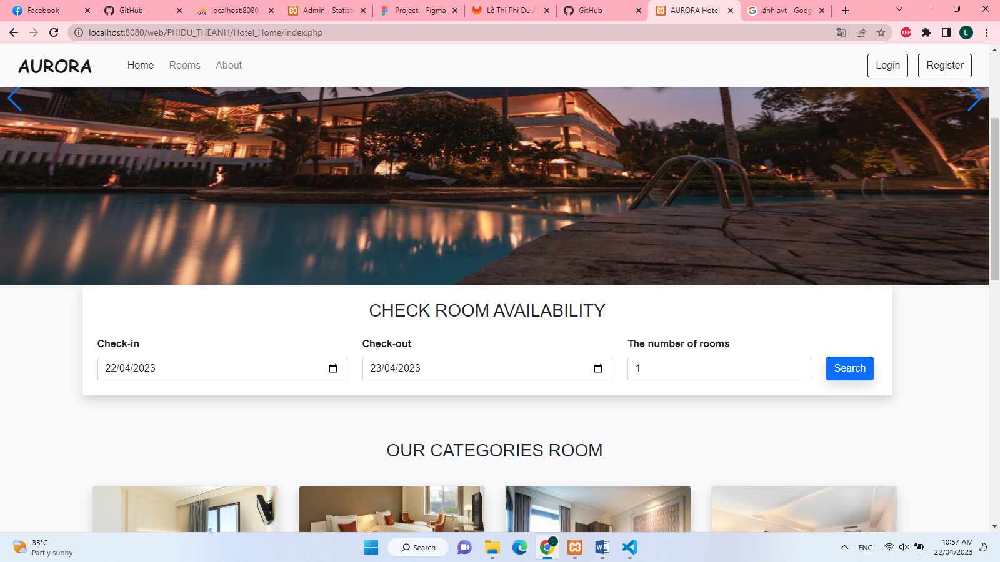 Facebook
GitHub
localhost:8080
Admin - Statist
Project – Figma
Lê Thị Phi Du /
GitHub
AURORA Hotel
ảnh avt - Goog
localhost:8080/web/PHIDU_THEANH/Hotel_Home/index.php
ABP
L
AURORA
Home
Rooms
About
Login
Register
CHECK ROOM AVAILABILITY
Check-in
Check-out
The number of rooms
22/04/2023
23/04/2023
1
Search
OUR CATEGORIES ROOM
33°C
Partly sunny
Search
L
ENG
10:57 AM
22/04/2023